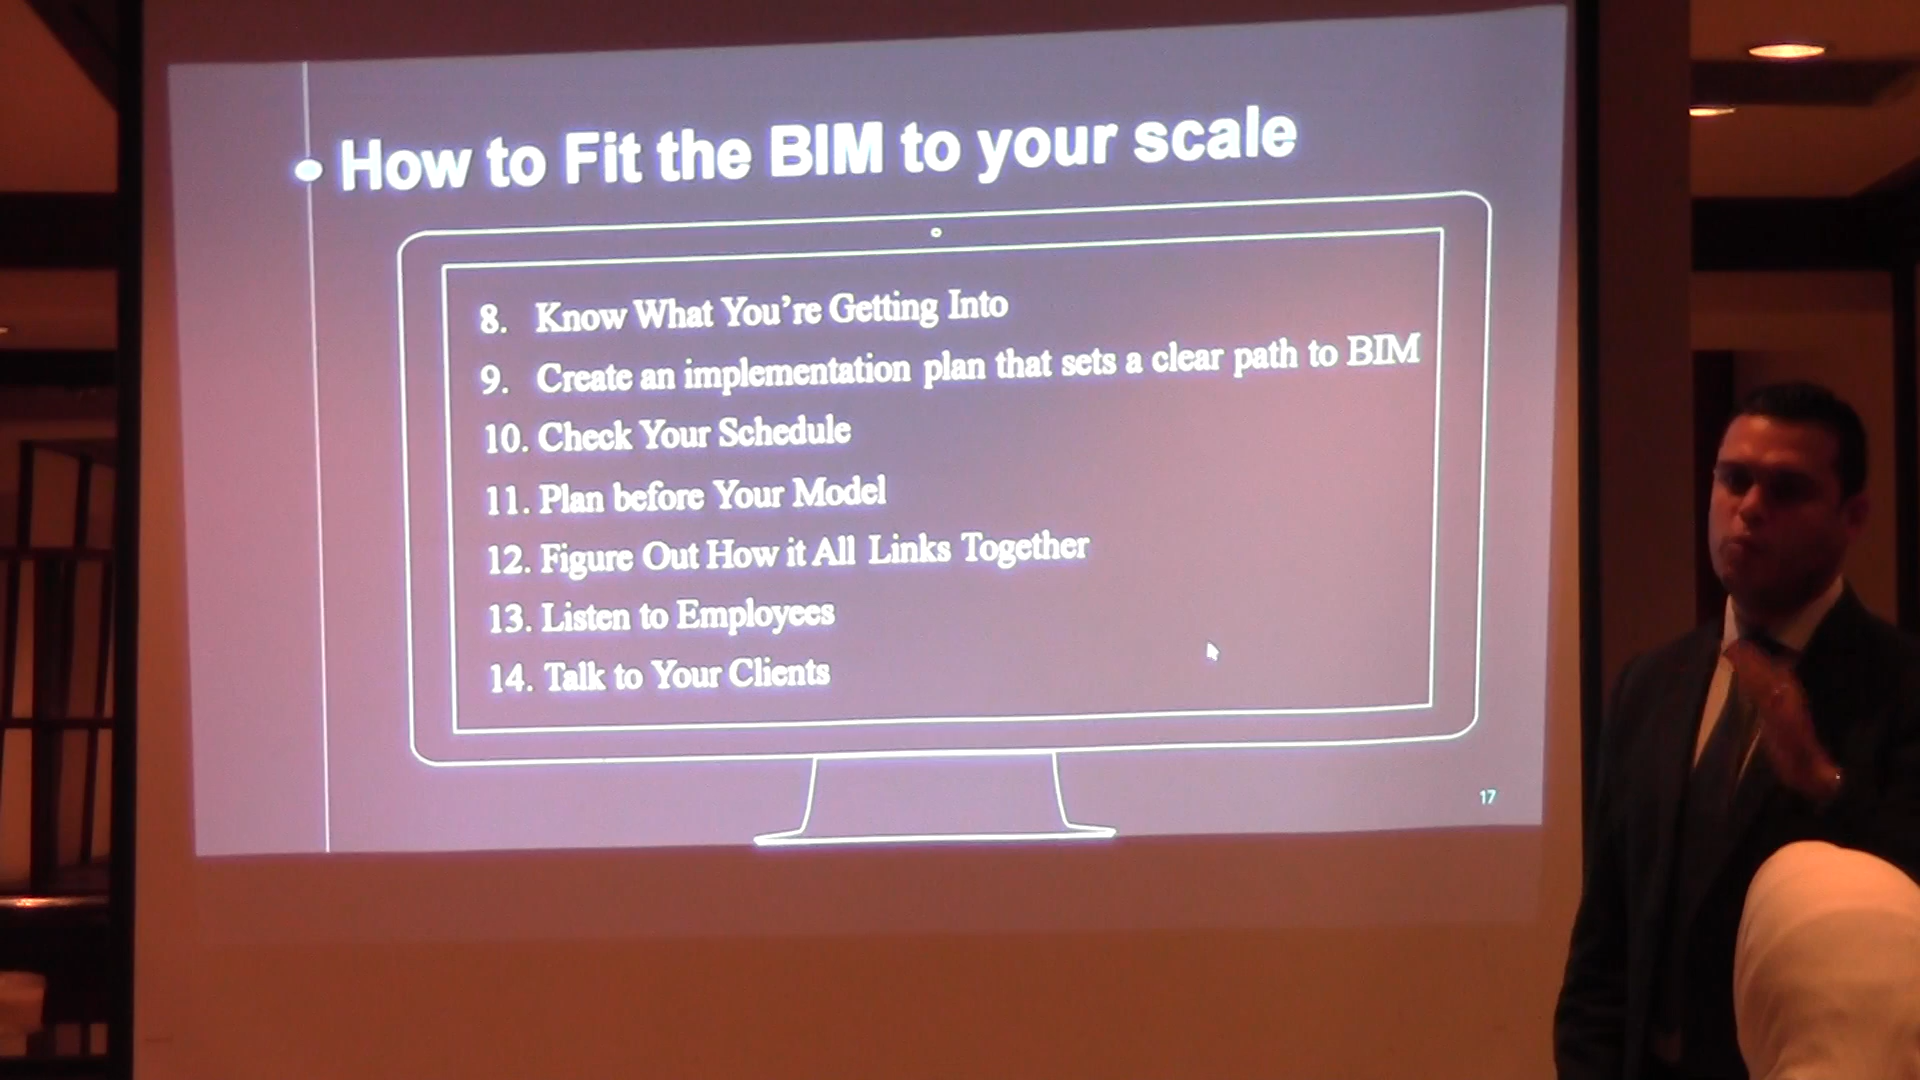 How to Fit the BIM to your scale
8. Know What You're Getting Into
9. Create an implementation plan that sets a clear path to BIM
10. Check Your Schedule
11. Plan before Your Model
12. Figure Out How it All Links Together
13. Listen to Employees
14. Talk to Your Clients
17